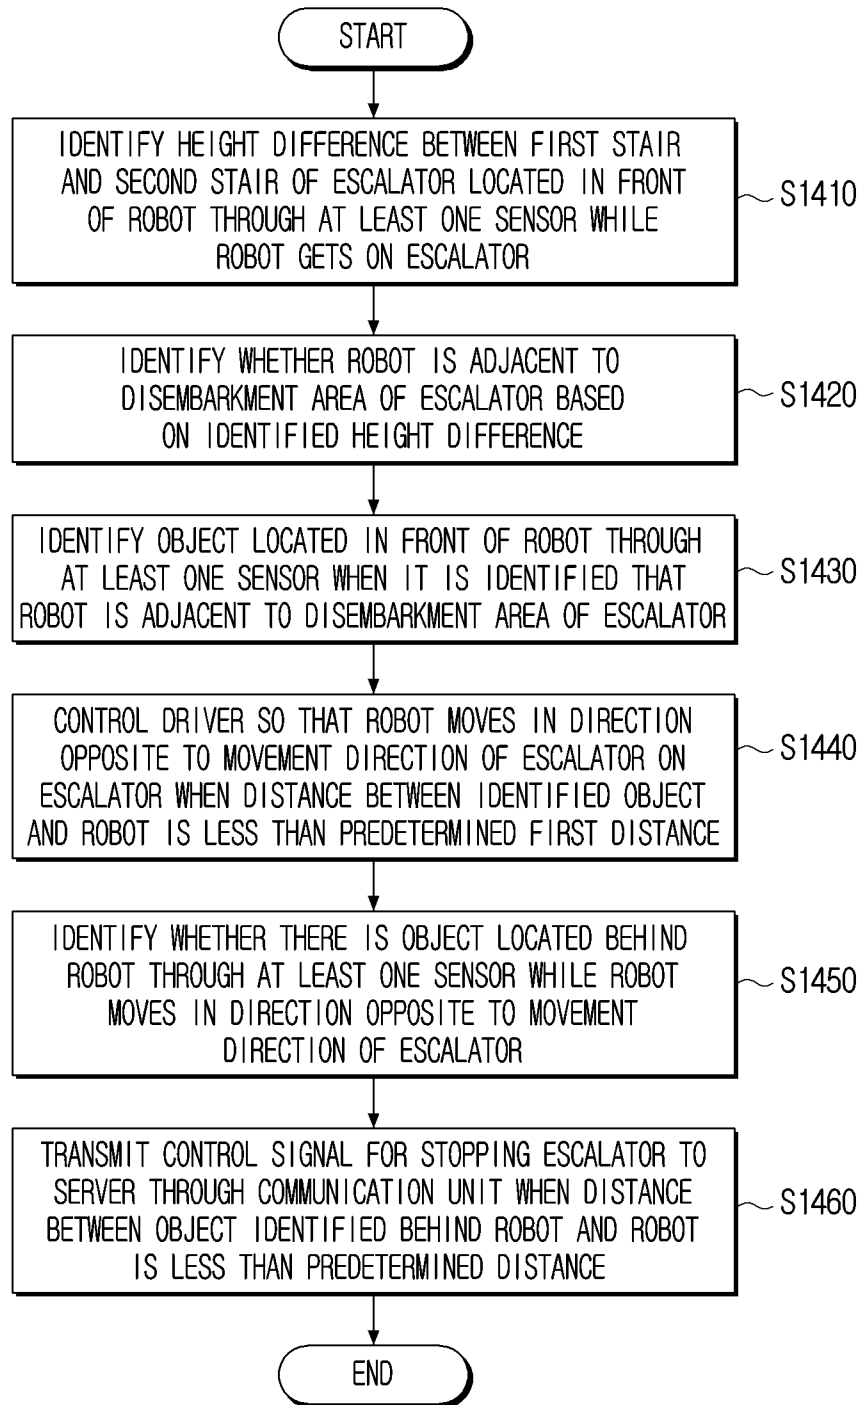 START
IDENTIFY HEIGHT DIFFERENCE BETWEEN FIRST STAIR
AND SECOND STAIR OF ESCALATOR LOCATED IN FRONT
OF ROBOT THROUGH AT LEAST ONE SENSOR WHILE
ROBOT GETS ON ESCALATOR
S1410
IDENTIFY WHETHER ROBOT IS ADJACENT TO
DISEMBARKMENT AREA OF ESCALATOR BASED
ON IDENTIFIED HEIGHT DIFFERENCE
S1420
IDENTIFY OBJECT LOCATED IN FRONT OF ROBOT THROUGH
AT LEAST ONE SENSOR WHEN IT IS IDENTIFIED THAT
ROBOT IS ADJACENT TO DISEMBARKMENT AREA OF ESCALATOR
S1430
CONTROL DRIVER SO THAT ROBOT MOVES IN DIRECTION
OPPOSITE TO MOVEMENT DIRECTION OF ESCALATOR ON
ESCALATOR WHEN DISTANCE BETWEEN IDENTIFIED OBJECT
AND ROBOT IS LESS THAN PREDETERMINED FIRST DISTANCE
S1440
IDENTIFY WHETHER THERE IS OBJECT LOCATED BEHIND
ROBOT THROUGH AT LEAST ONE SENSOR WHILE ROBOT
MOVES IN DIRECTION OPPOSITE TO MOVEMENT
DIRECTION OF ESCALATOR
S1450
TRANSMIT CONTROL SIGNAL FOR STOPPING ESCALATOR TO
SERVER THROUGH COMMUNICATION UNIT WHEN DISTANCE
BETWEEN OBJECT IDENTIFIED BEHIND ROBOT AND ROBOT
IS LESS THAN PREDETERMINED DISTANCE
S1460
END